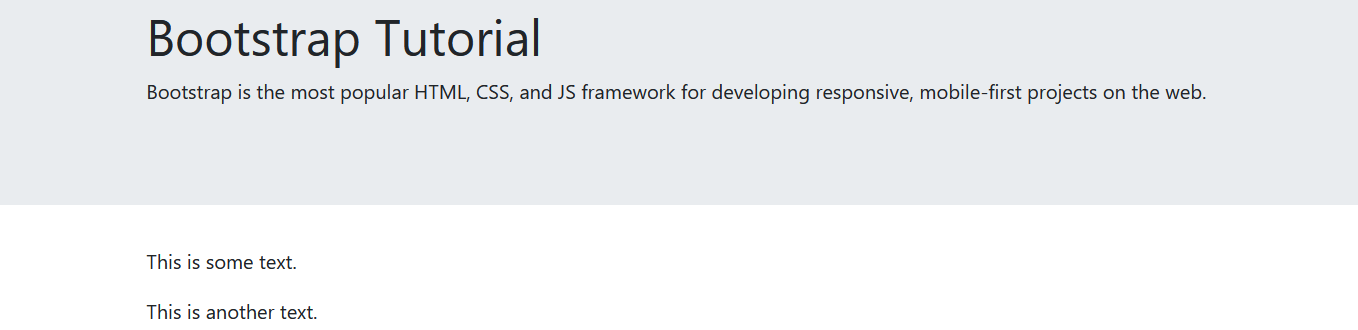 Bootstrap Tutorial
Bootstrap is the most popular HTML, CSS, and JS framework for developing responsive, mobile-first projects on the web.
This is some text.
This is another text.